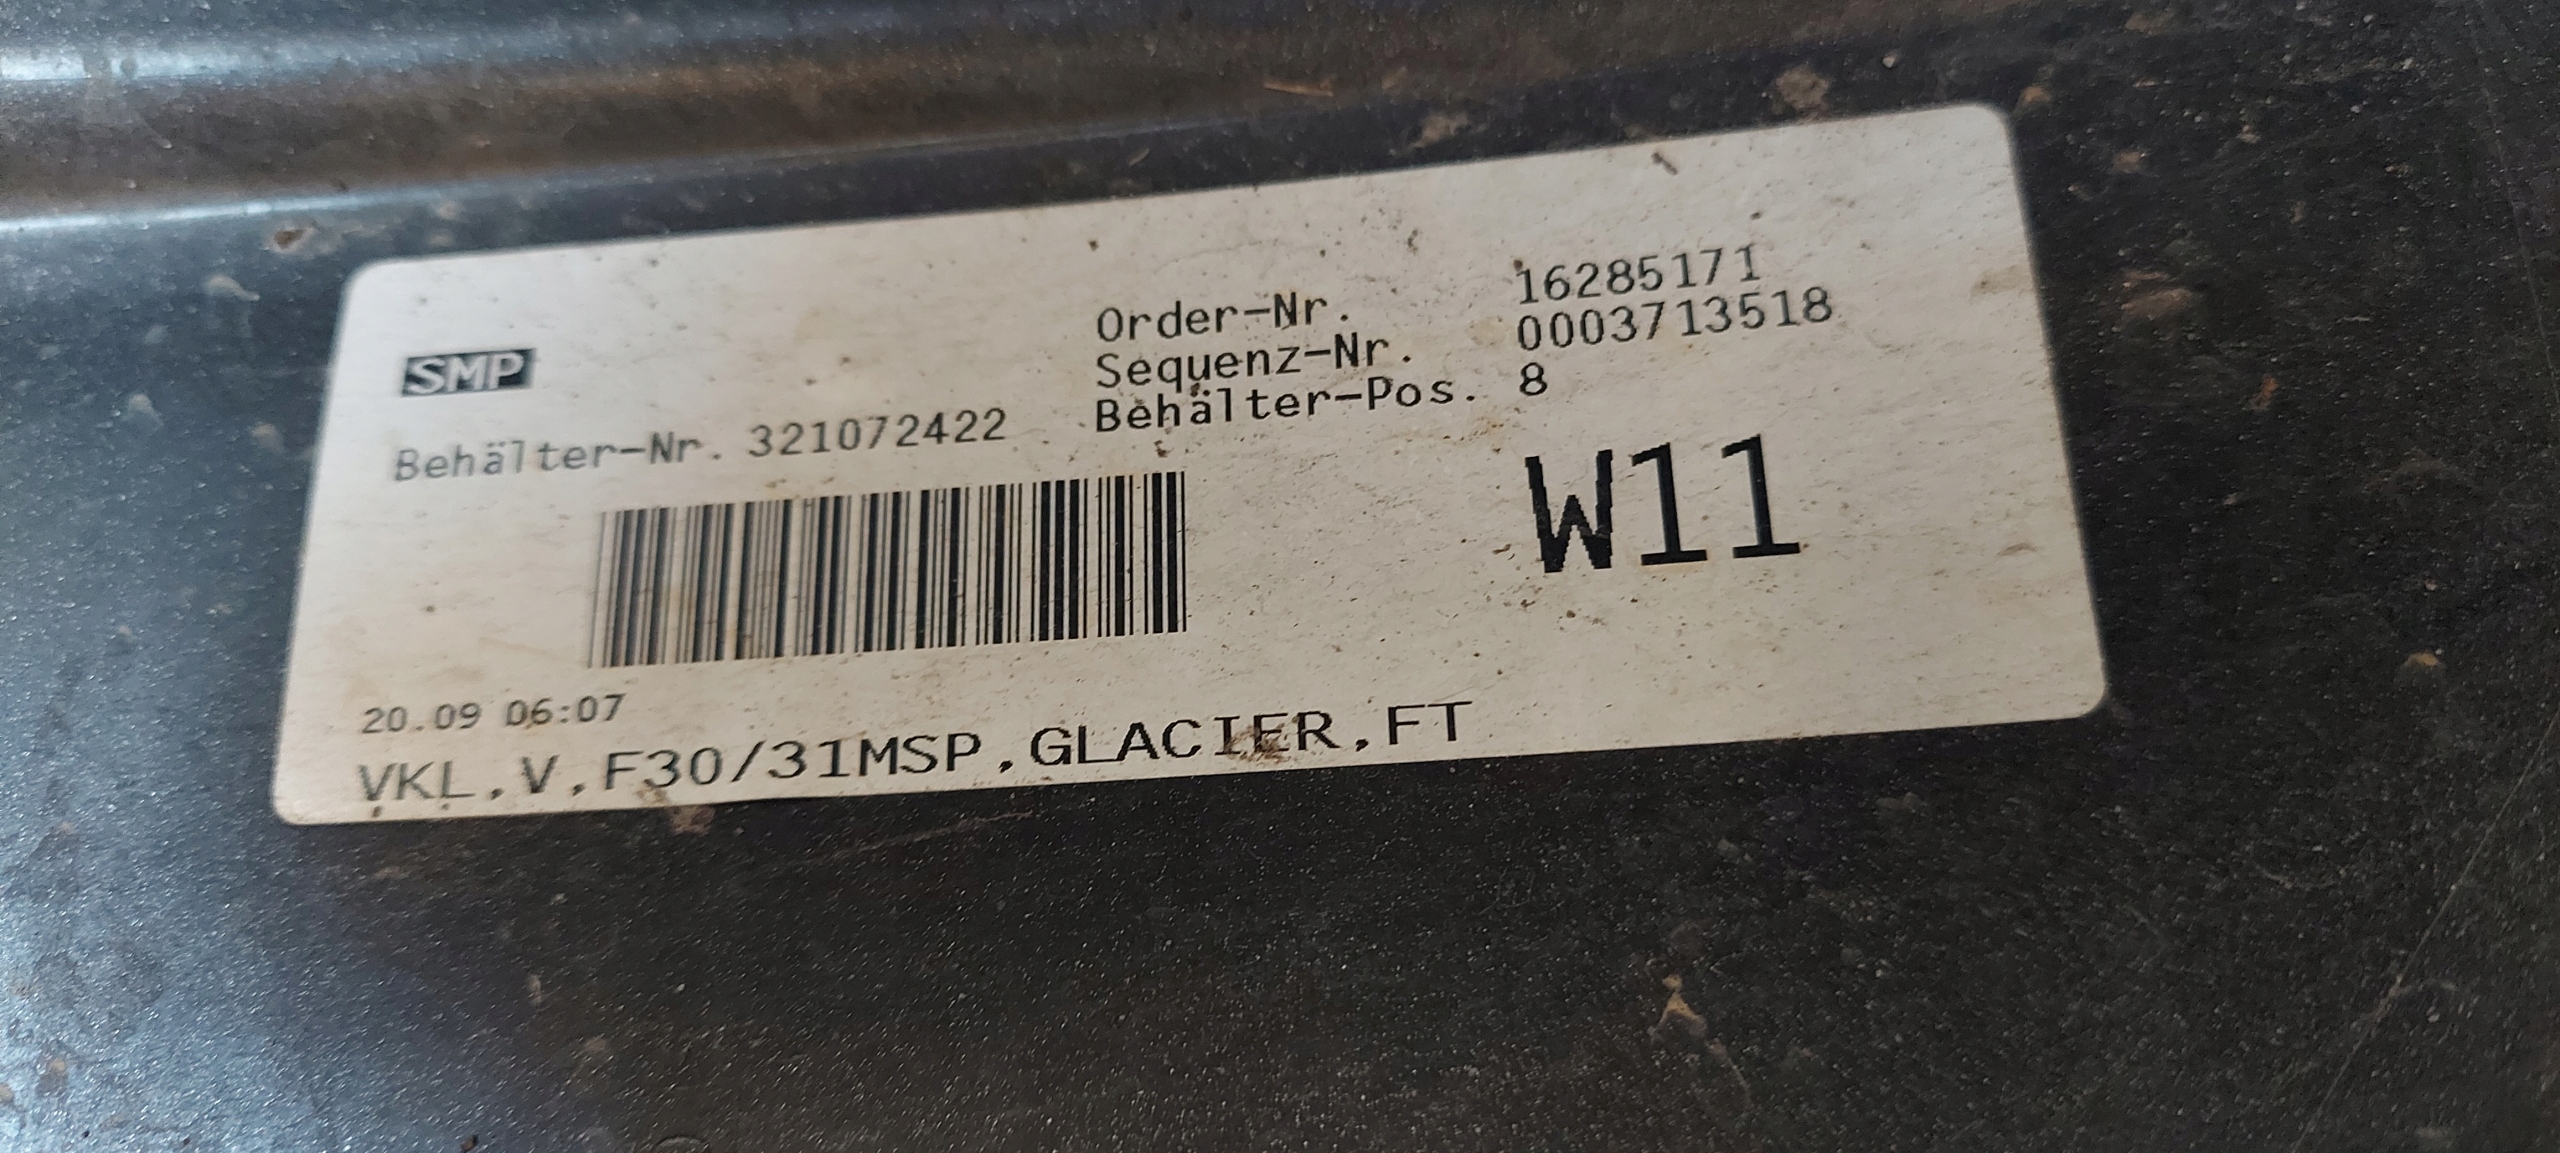 SMP
Behälter-Nr. 321072422
Order-Nr. 16285171
Sequenz-Nr. 0003713518
Behälter-Pos. 8
W11
20.09 06:07
VKL,V,F30/31MSP,GLACIER,FT